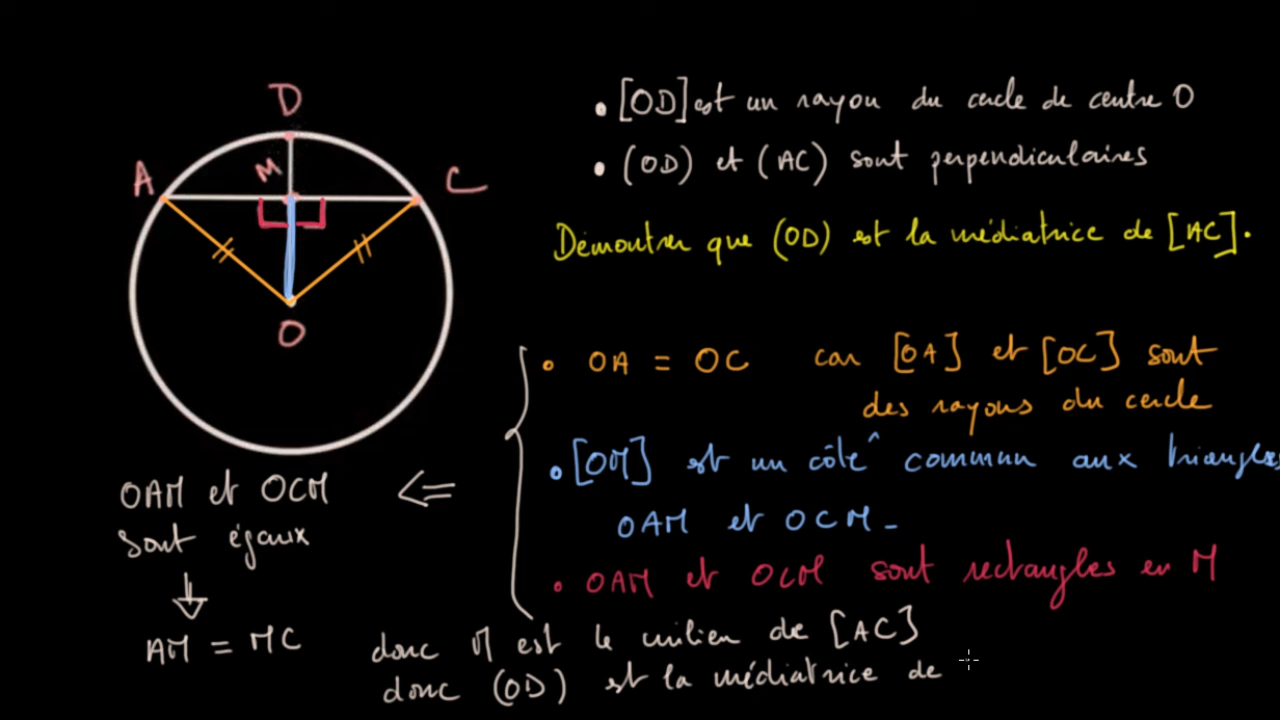 D
A
M
C
O
• [OD] est un rayon du cercle de centre O
• (OD) et (AC) sont perpendiculaires
Démontrer que (OD) est la médiatrice de [AC].
• OA = OC car [OA] et [OC] sont
des rayons du cercle
• [OM] est un côté commun aux triangles
OAM et OCM -
• OAM et OCM sont rectangles en M
OAM et OCM <=
sont égaux
⇓
AM = MC donc M est le milieu de [AC]
donc (OD) est la médiatrice de